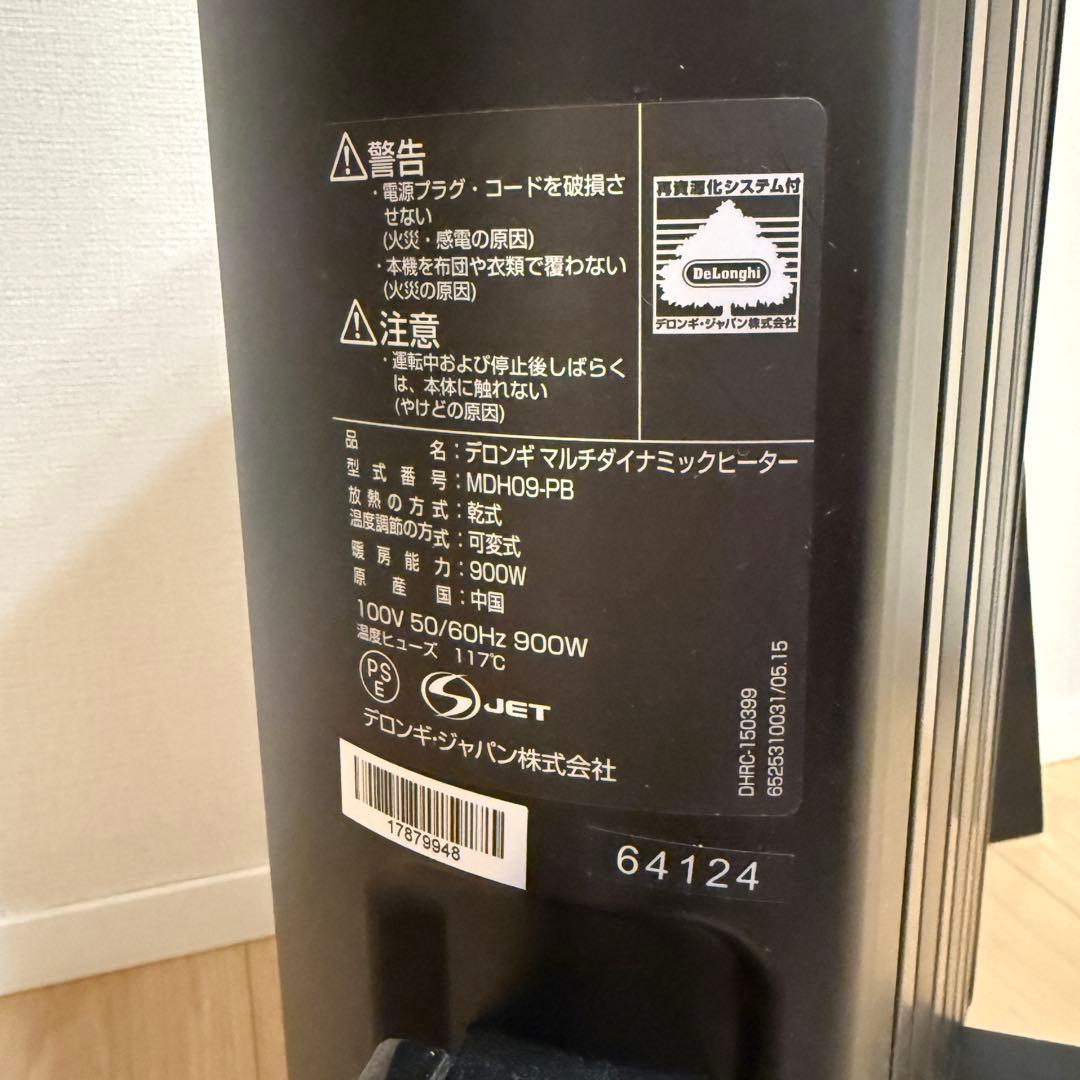 警告
・電源プラグ・コードを破損さ
せない
(火災・感電の原因)
・本機を布団や衣類で覆わない
(火災の原因)
注意
・運転中および停止後しばらく
は、本体に触れない
(やけどの原因)
再資源化システム付
DeLonghi
デロンギ・ジャパン株式会社
品名：デロンギ マルチダイナミックヒーター
型式番号：MDH09-PB
放熱の方式：乾式
温度調節の方式：可変式
暖房能力：900W
原産国：中国
100V 50/60Hz 900W
温度ヒューズ 117℃
PSE
JET
デロンギ・ジャパン株式会社
DHRC-150399
6525310031/05.15
17879948
64124